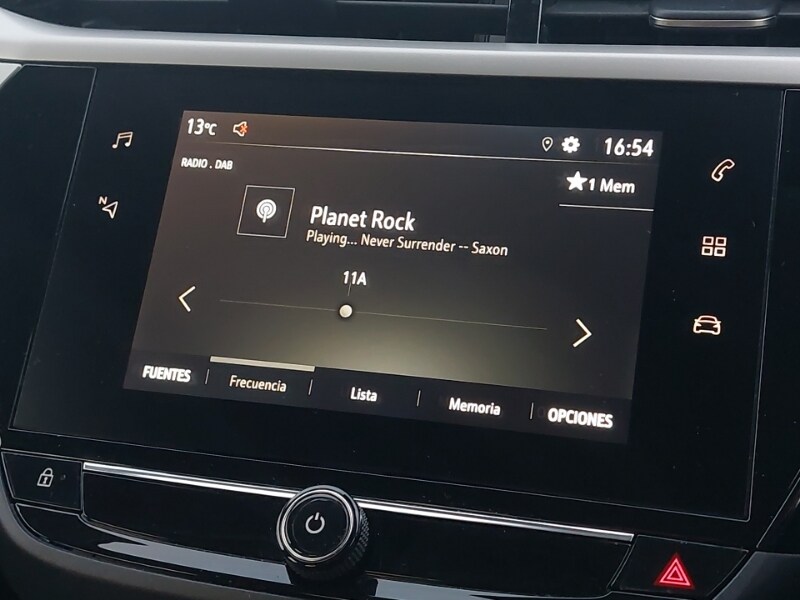 13°C
16:54
RADIO . DAB
1 Mem
Planet Rock
Playing... Never Surrender -- Saxon
11A
N
FUENTES
Frecuencia
Lista
Memoria
OPCIONES